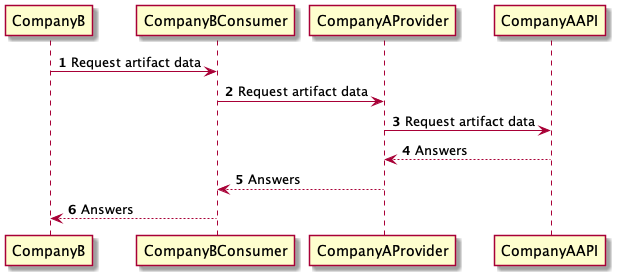 CompanyB CompanyBConsumer CompanyAProvider CompanyAAPI
1 Request artifact data
2 Request artifact data
3 Request artifact data
4 Answers
5 Answers
6 Answers
CompanyB CompanyBConsumer CompanyAProvider CompanyAAPI